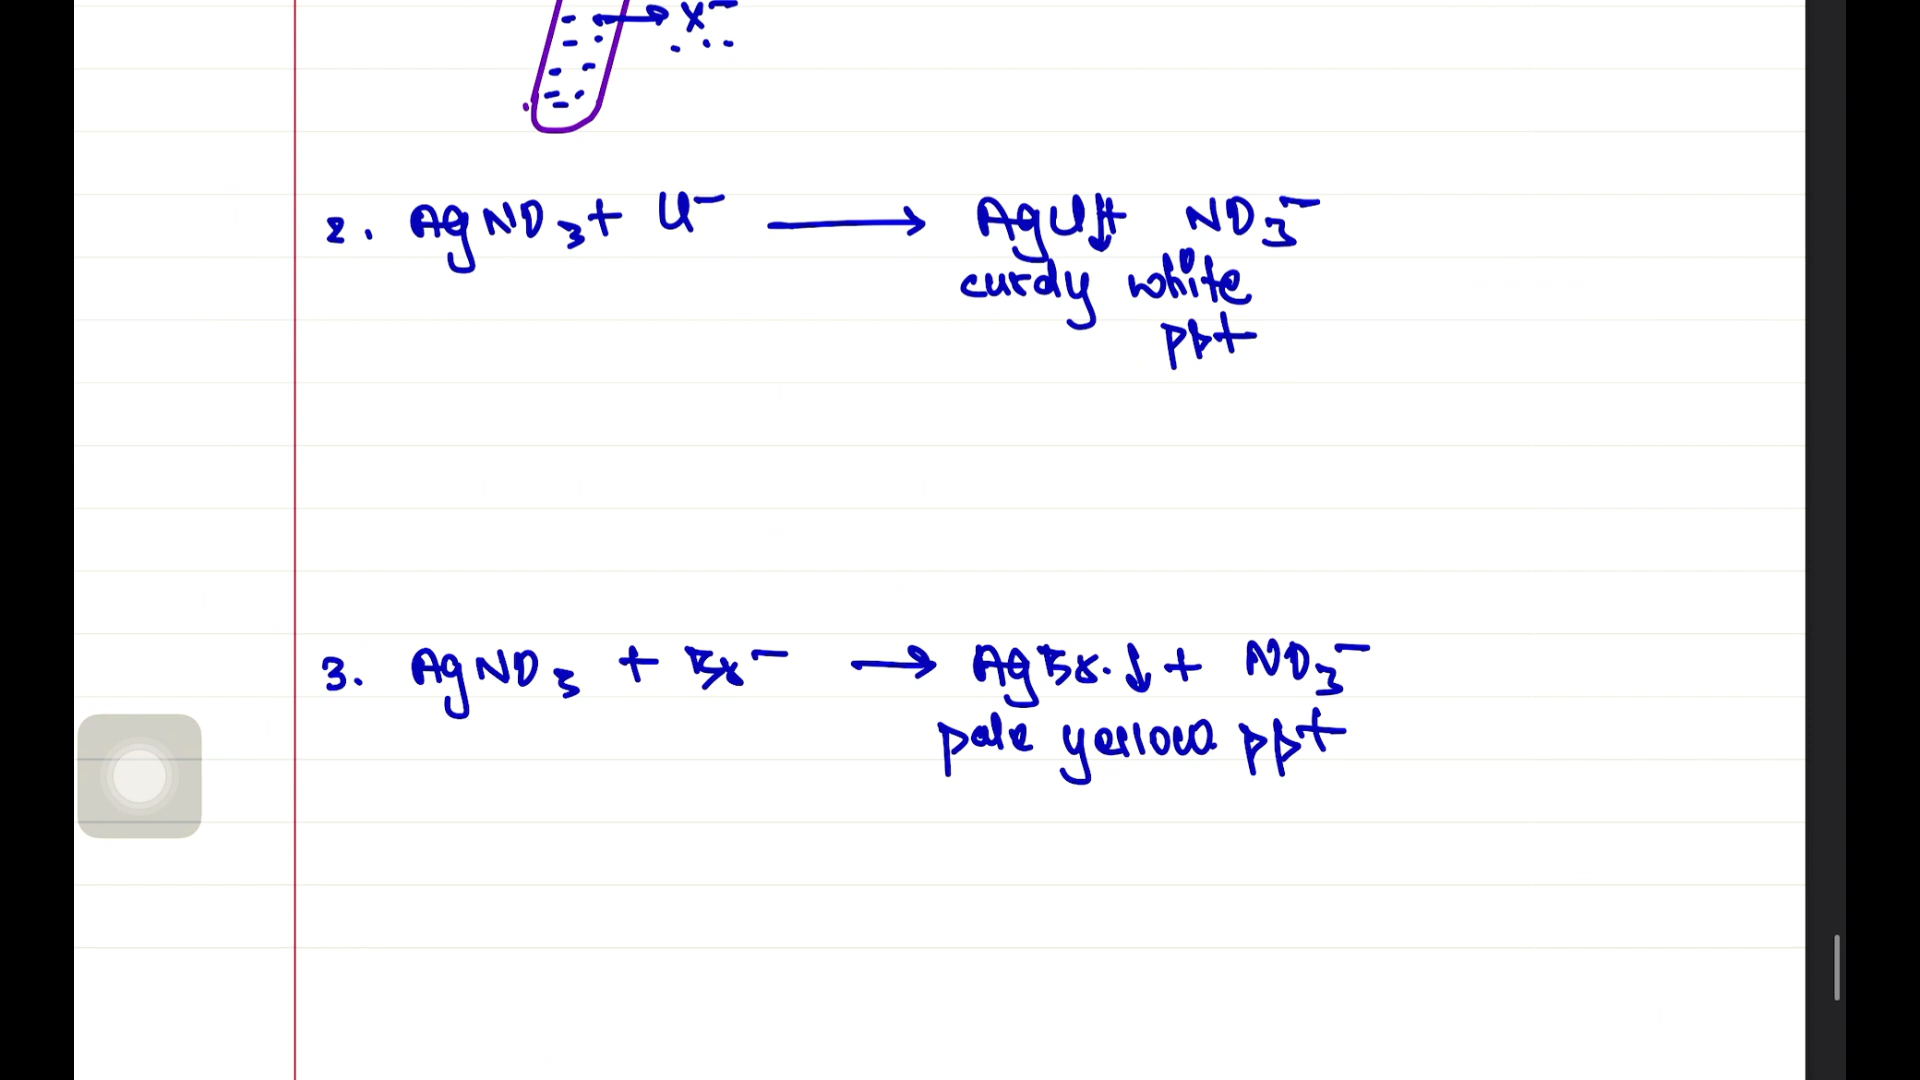 X⁻
2. AgNO₃ + Cl⁻ ⟶ AgCl↓ + NO₃⁻
curdy white
ppt
3. AgNO₃ + Br⁻ → AgBr.↓ + NO₃⁻
pale yellow ppt